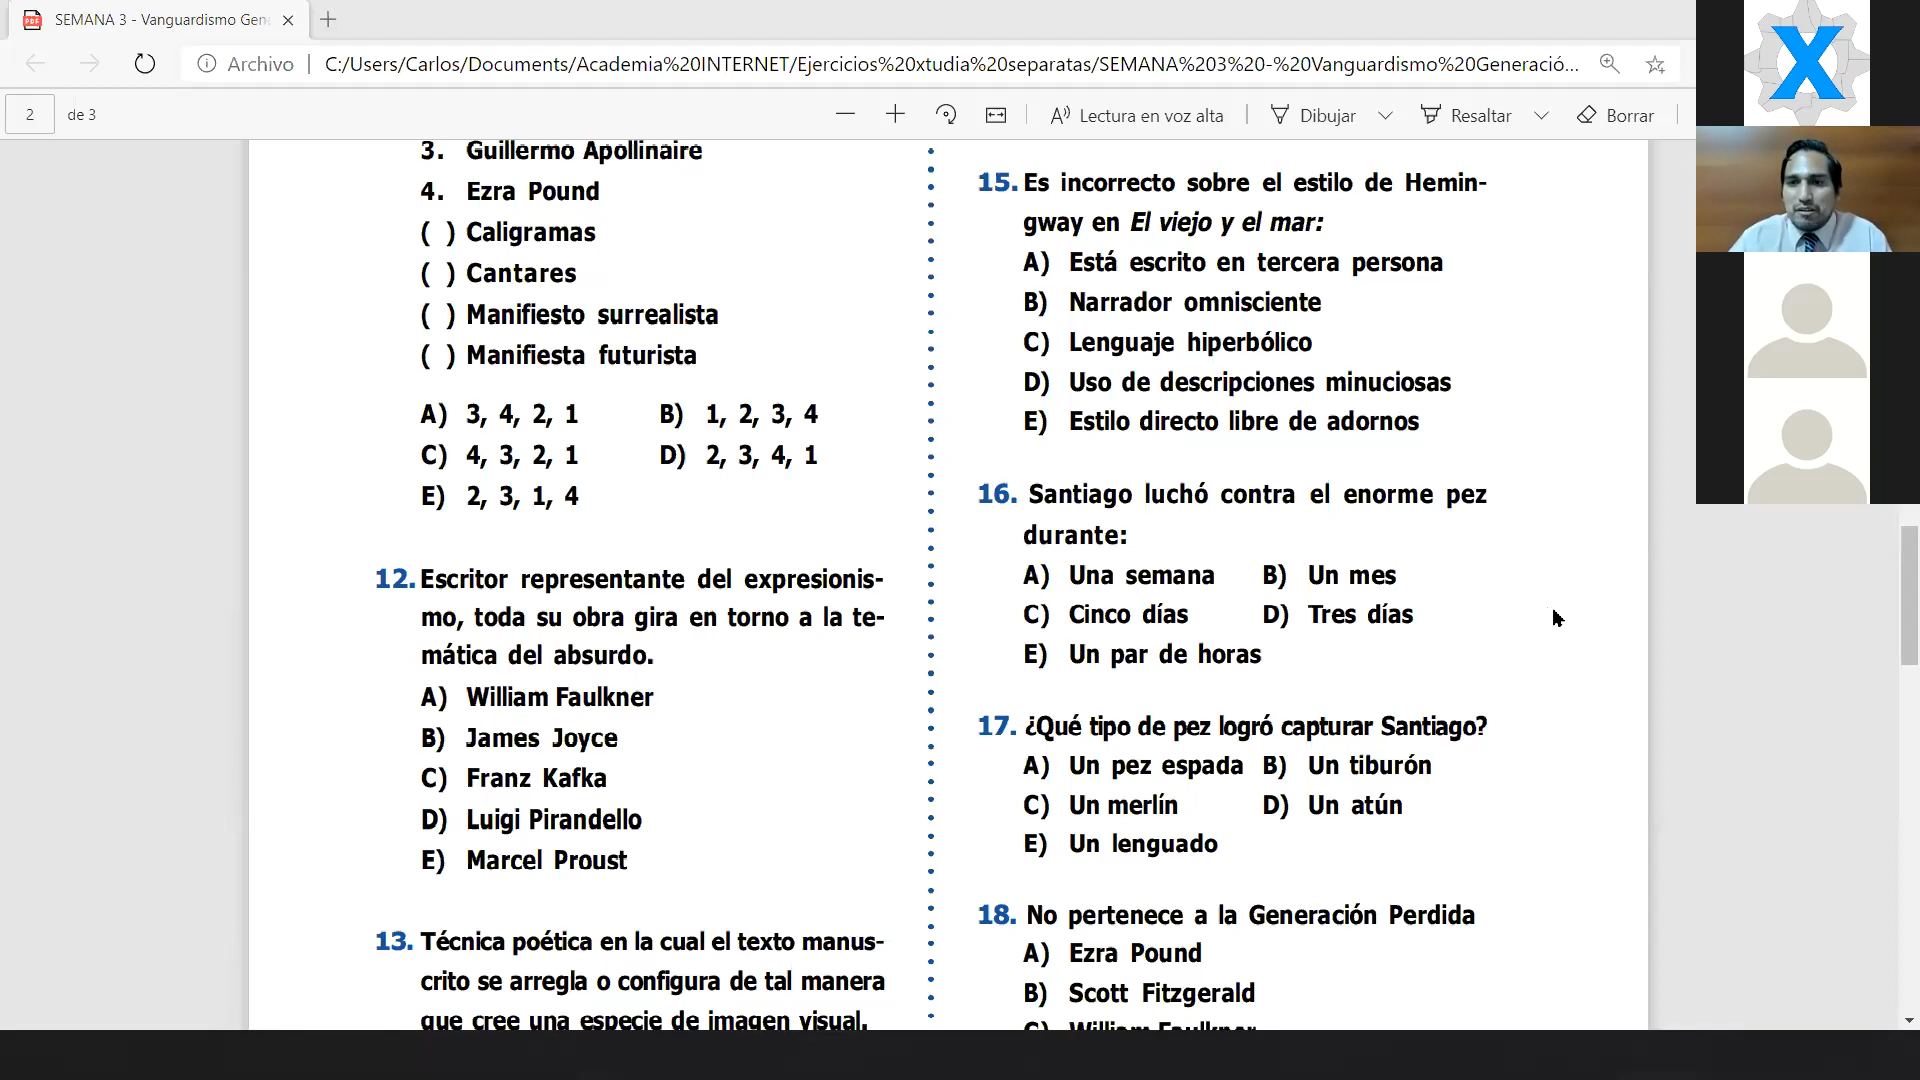 SEMANA 3 - Vanguardismo Gen
Archivo
C:/Users/Carlos/Documents/Academia%20INTERNET/Ejercicios%20xtudia%20separatas/SEMANA%203%20-%20Vanguardismo%20Generació...
2 de 3
Lectura en voz alta
Dibujar
Resaltar
Borrar
X
3. Guillermo Apollinaire
4. Ezra Pound
( ) Caligramas
( ) Cantares
( ) Manifiesto surrealista
( ) Manifiesta futurista
A) 3, 4, 2, 1 B) 1, 2, 3, 4
C) 4, 3, 2, 1 D) 2, 3, 4, 1
E) 2, 3, 1, 4
12. Escritor representante del expresionis-
mo, toda su obra gira en torno a la te-
mática del absurdo.
A) William Faulkner
B) James Joyce
C) Franz Kafka
D) Luigi Pirandello
E) Marcel Proust
13. Técnica poética en la cual el texto manus-
crito se arregla o configura de tal manera
que cree una especie de imagen visual.
15. Es incorrecto sobre el estilo de Hemin-
gway en El viejo y el mar:
A) Está escrito en tercera persona
B) Narrador omnisciente
C) Lenguaje hiperbólico
D) Uso de descripciones minuciosas
E) Estilo directo libre de adornos
16. Santiago luchó contra el enorme pez
durante:
A) Una semana B) Un mes
C) Cinco días D) Tres días
E) Un par de horas
17. ¿Qué tipo de pez logró capturar Santiago?
A) Un pez espada B) Un tiburón
C) Un merlín D) Un atún
E) Un lenguado
18. No pertenece a la Generación Perdida
A) Ezra Pound
B) Scott Fitzgerald
C) William Faulkner